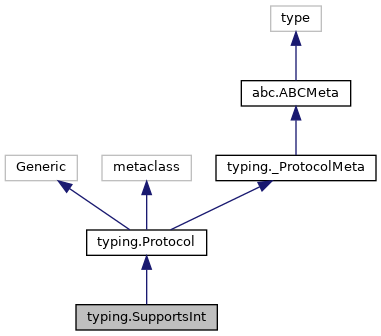 type
abc.ABCMeta
Generic
metaclass
typing._ProtocolMeta
typing.Protocol
typing.SupportsInt